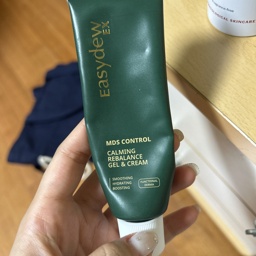 Easydew
EX
MDS CONTROL
CALMING
REBALANCE
GEL & CREAM
SMOOTHING
HYDRATING
BOOSTING